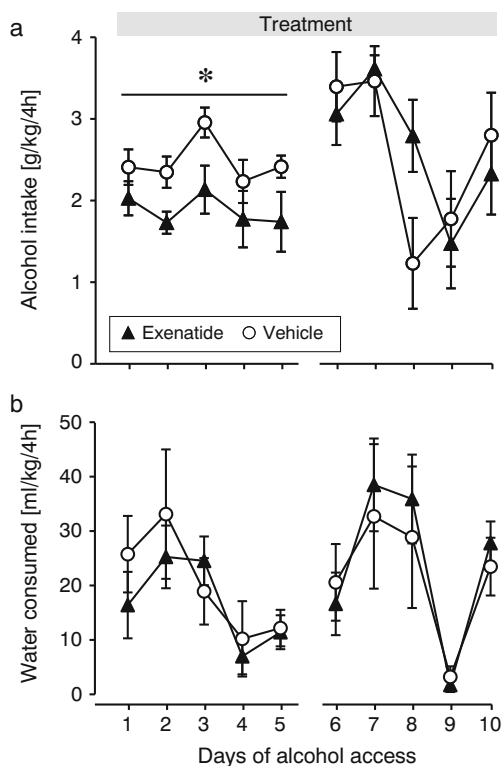 a
Treatment
Alcohol intake [g/kg/4h]
4
3
2
1
0
*
Exenatide
Vehicle
b
Water consumed [ml/kg/4h]
50
40
30
20
10
0
1 2 3 4 5 6 7 8 9 10
Days of alcohol access